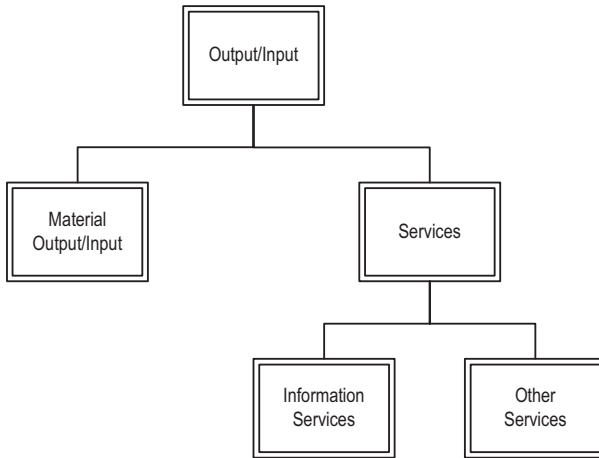 Output/Input
Material
Output/Input
Services
Information
Services
Other
Services